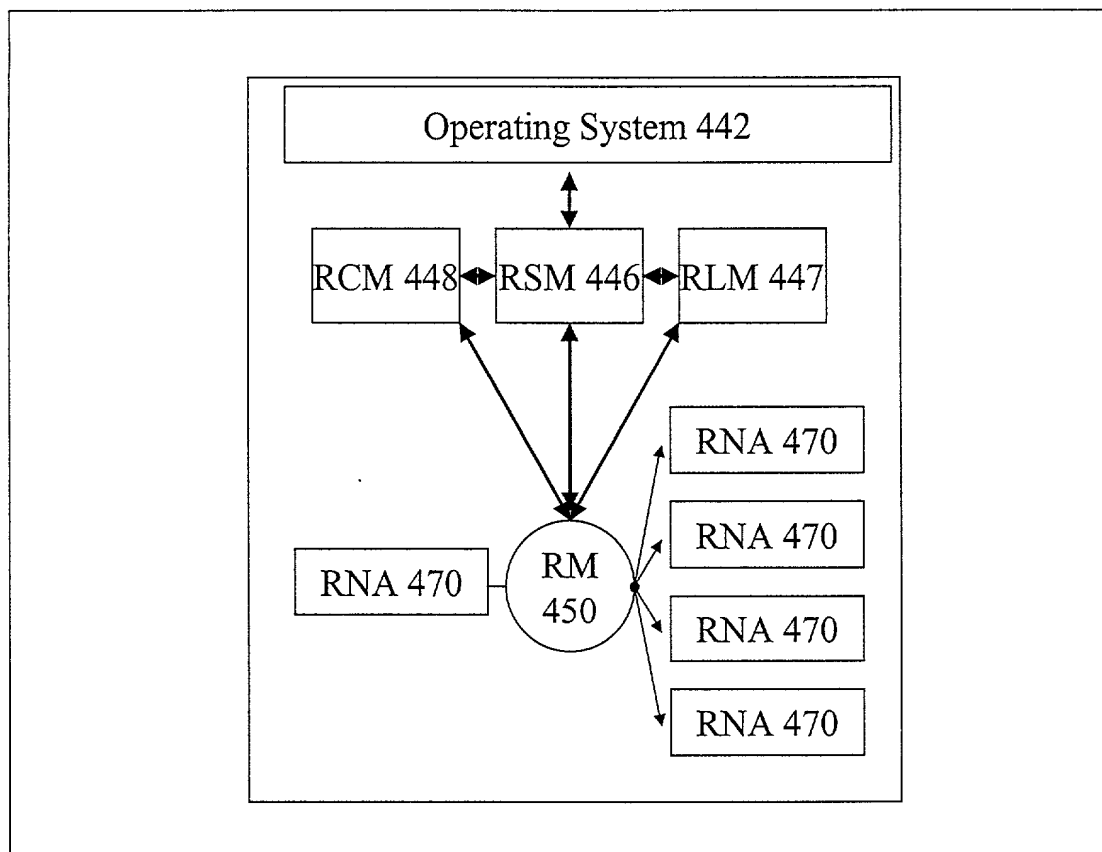 Operating System 442
RCM 448
RSM 446
RLM 447
RNA 470
RNA 470
RNA 470
RM
450
RNA 470
RNA 470